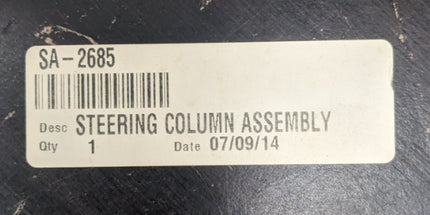 SA-2685
Desc STEERING COLUMN ASSEMBLY
Qty 1 Date 07/09/14